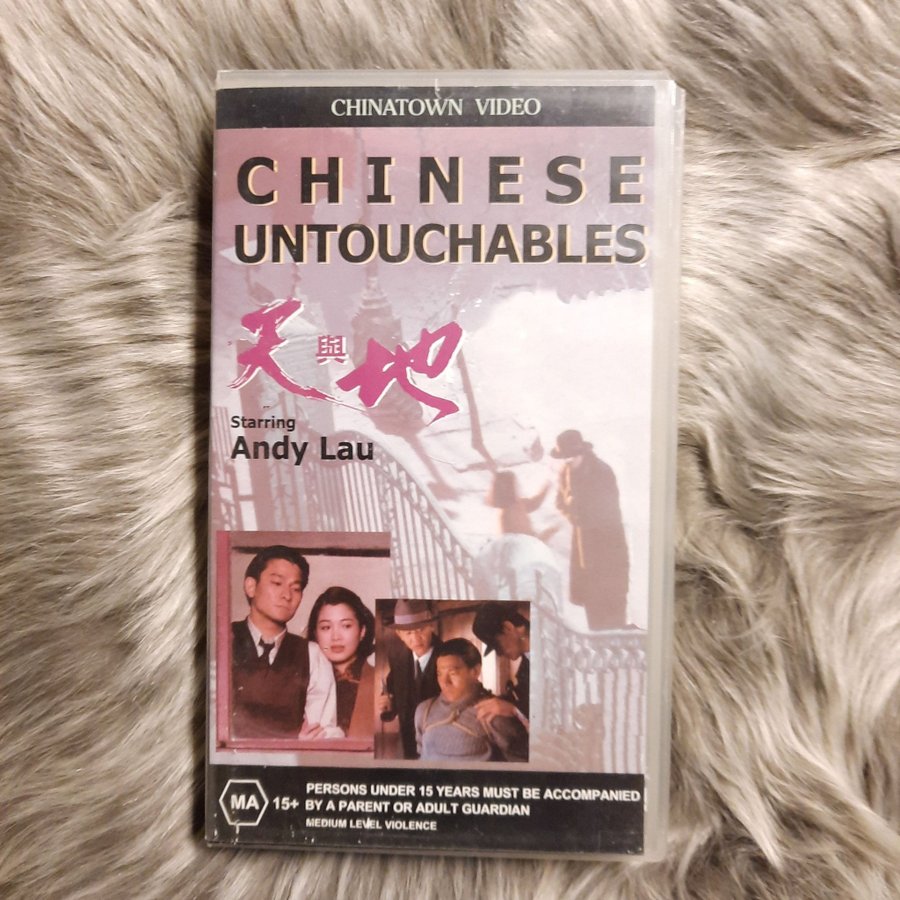 CHINATOWN VIDEO
CHINESE
UNTOUCHABLES
天與地
Starring
Andy Lau
MA 15+
PERSONS UNDER 15 YEARS MUST BE ACCOMPANIED
BY A PARENT OR ADULT GUARDIAN
MEDIUM LEVEL VIOLENCE